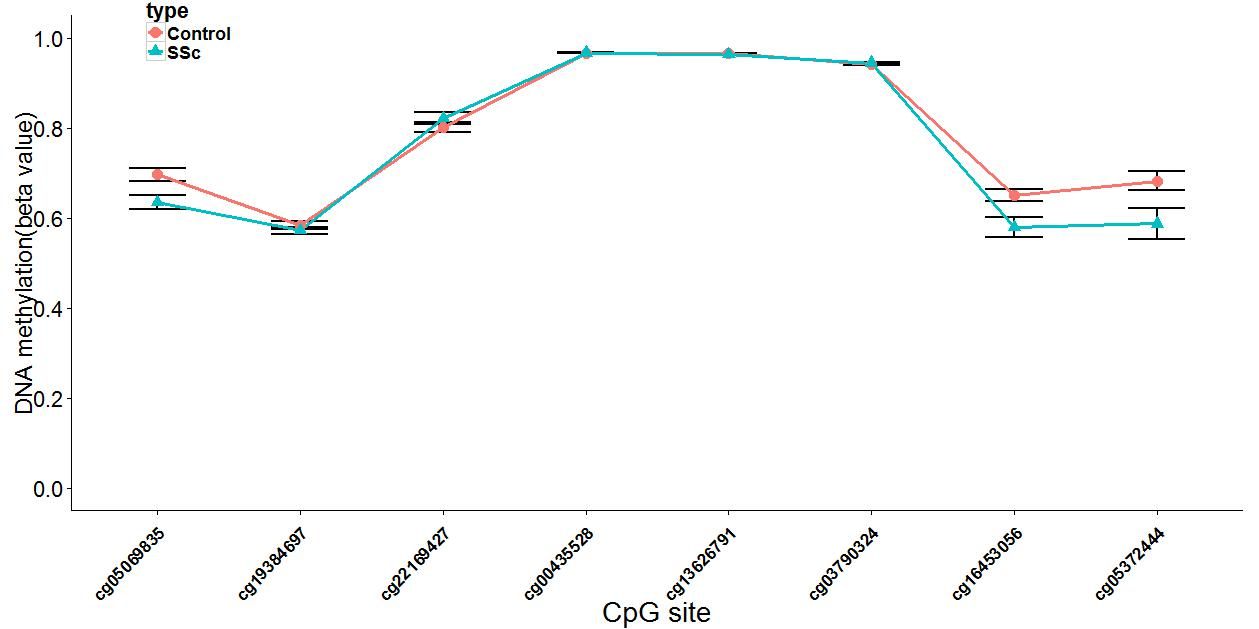 type
Control
SSc
1.0
0.8
0.6
0.4
0.2
0.0
DNA methylation(beta value)
cg05069835
cg19384697
cg22169427
cg00435528
cg13626791
cg03790324
cg16453056
cg05372444
CpG site